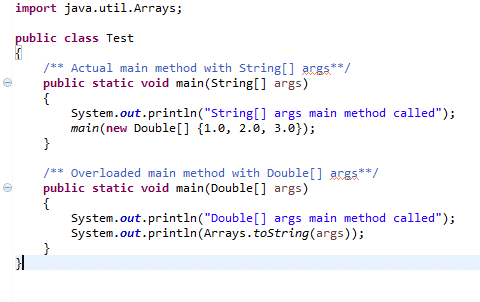 import java.util.Arrays;
public class Test
{
/** Actual main method with String[] args**/
public static void main(String[] args)
{
System.out.println("String[] args main method called");
main(new Double[] {1.0, 2.0, 3.0});
}
/** Overloaded main method with Double[] args**/
public static void main(Double[] args)
{
System.out.println("Double[] args main method called");
System.out.println(Arrays.toString(args));
}
}